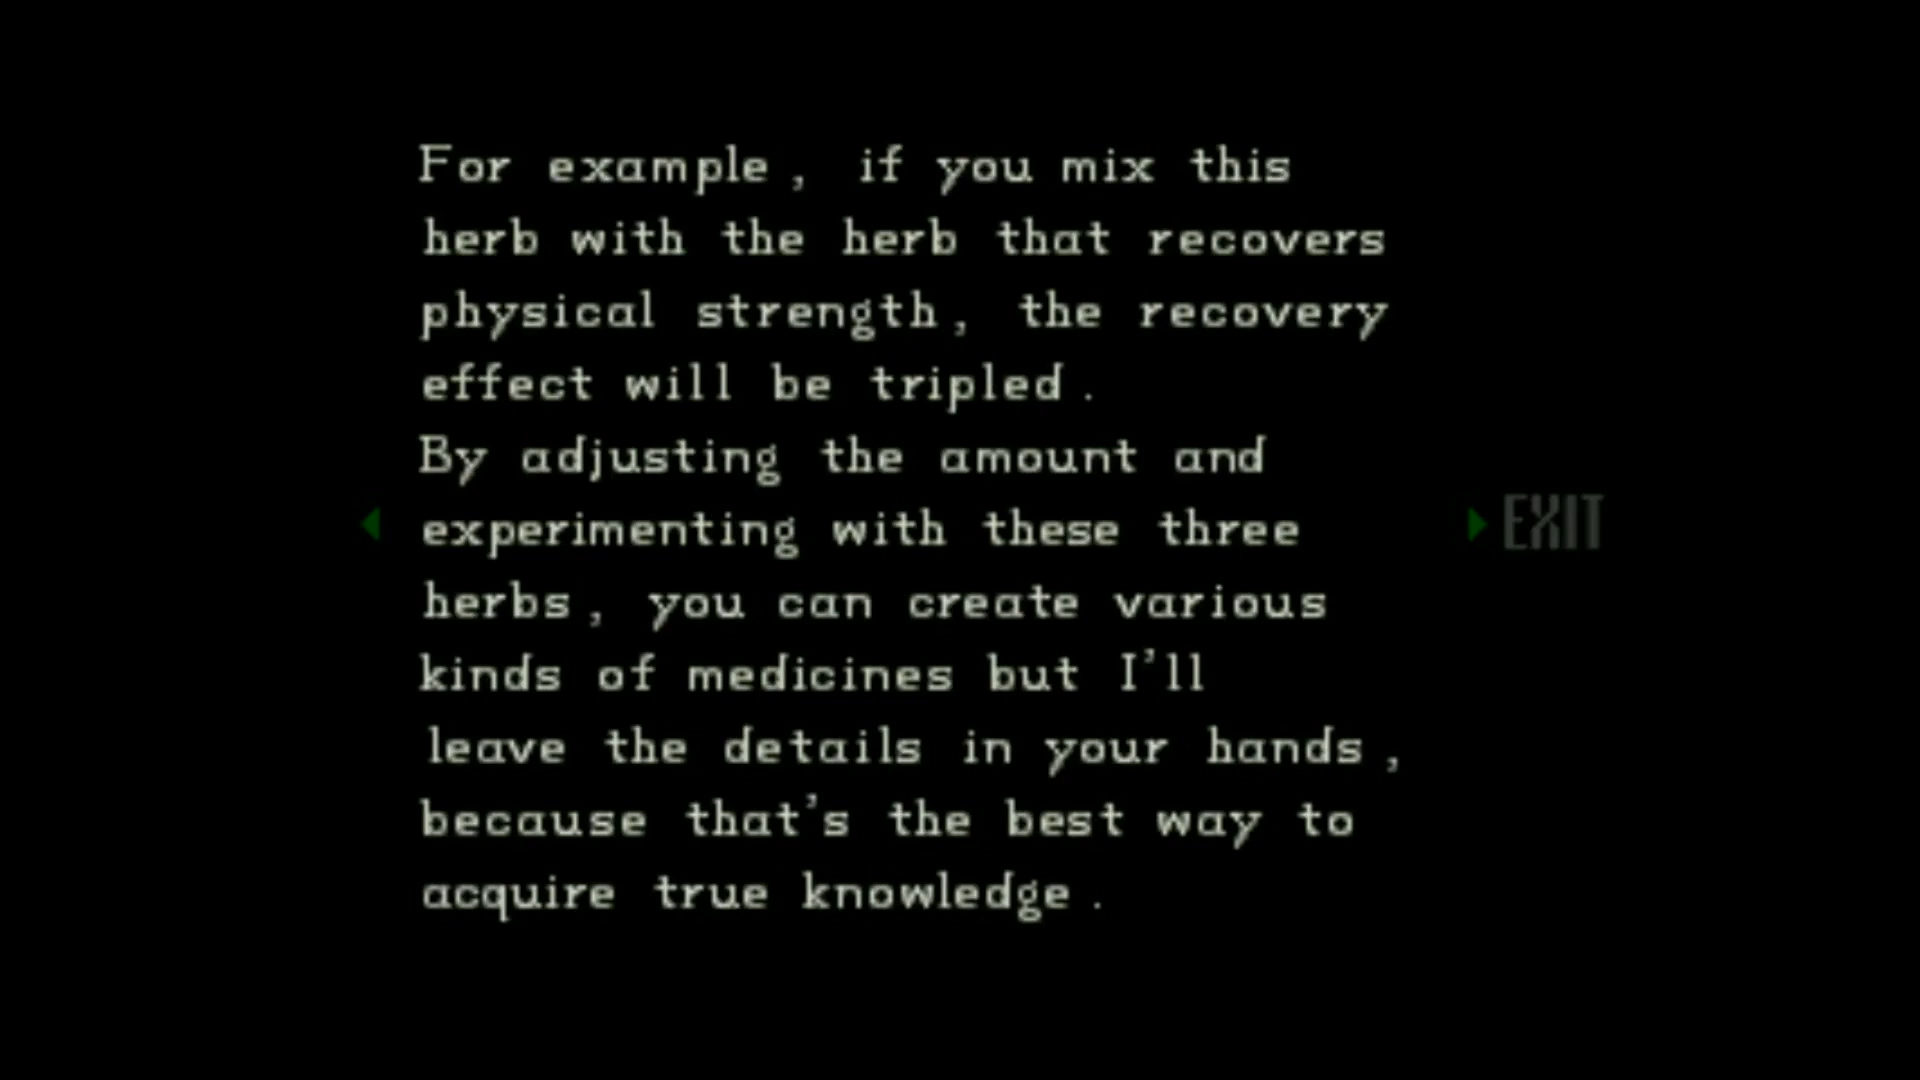 For example, if you mix this
herb with the herb that recovers
physical strength, the recovery
effect will be tripled.
By adjusting the amount and
experimenting with these three
herbs, you can create various
kinds of medicines but I'll
leave the details in your hands,
because that's the best way to
acquire true knowledge.
EXIT